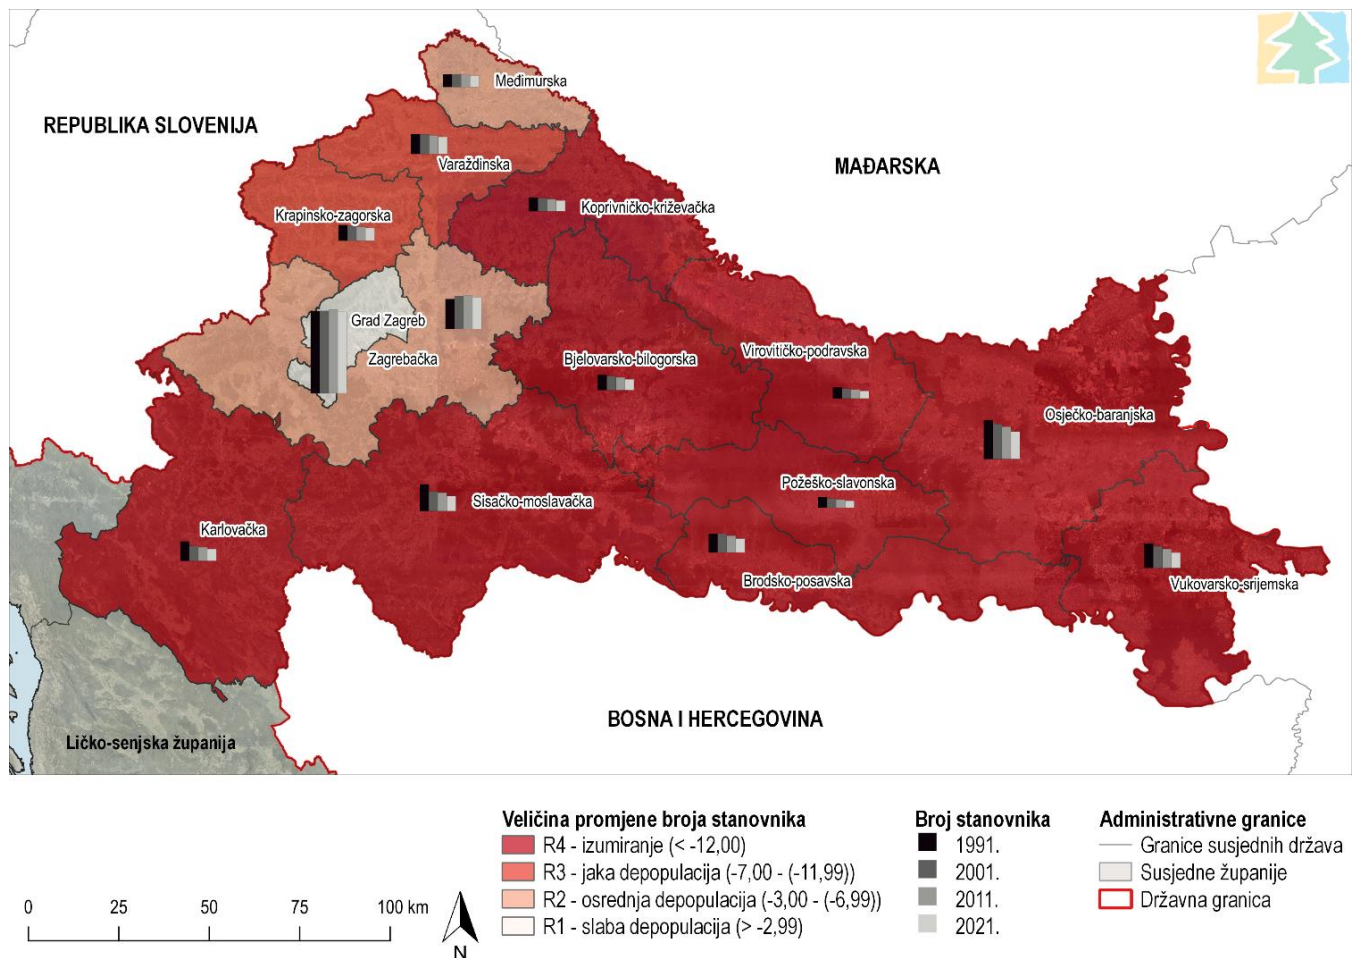 Međimurska
REPUBLIKA SLOVENIJA
MAĐARSKA
Varaždinska
Koprivničko-križevačka
Krapinsko-zagorska
Grad Zagreb
Zagrebačka
Bjelovarsko-bilogorska
Virovitičko-podravska
Osječko-baranjska
Požeško-slavonska
Sisačko-moslavačka
Karlovačka
Brodsko-posavska
Vukovarsko-srijemska
BOSNA I HERCEGOVINA
Ličko-senjska županija
Veličina promjene broja stanovnika
R4 - izumiranje (< -12,00)
R3 - jaka depopulacija (-7,00 - (-11,99))
R2 - osrednja depopulacija (-3,00 - (-6,99))
R1 - slaba depopulacija (> -2,99)
Broj stanovnika
1991.
2001.
2011.
2021.
Administrativne granice
Granice susjednih država
Susjedne županije
Državna granica
0 25 50 75 100 km
N